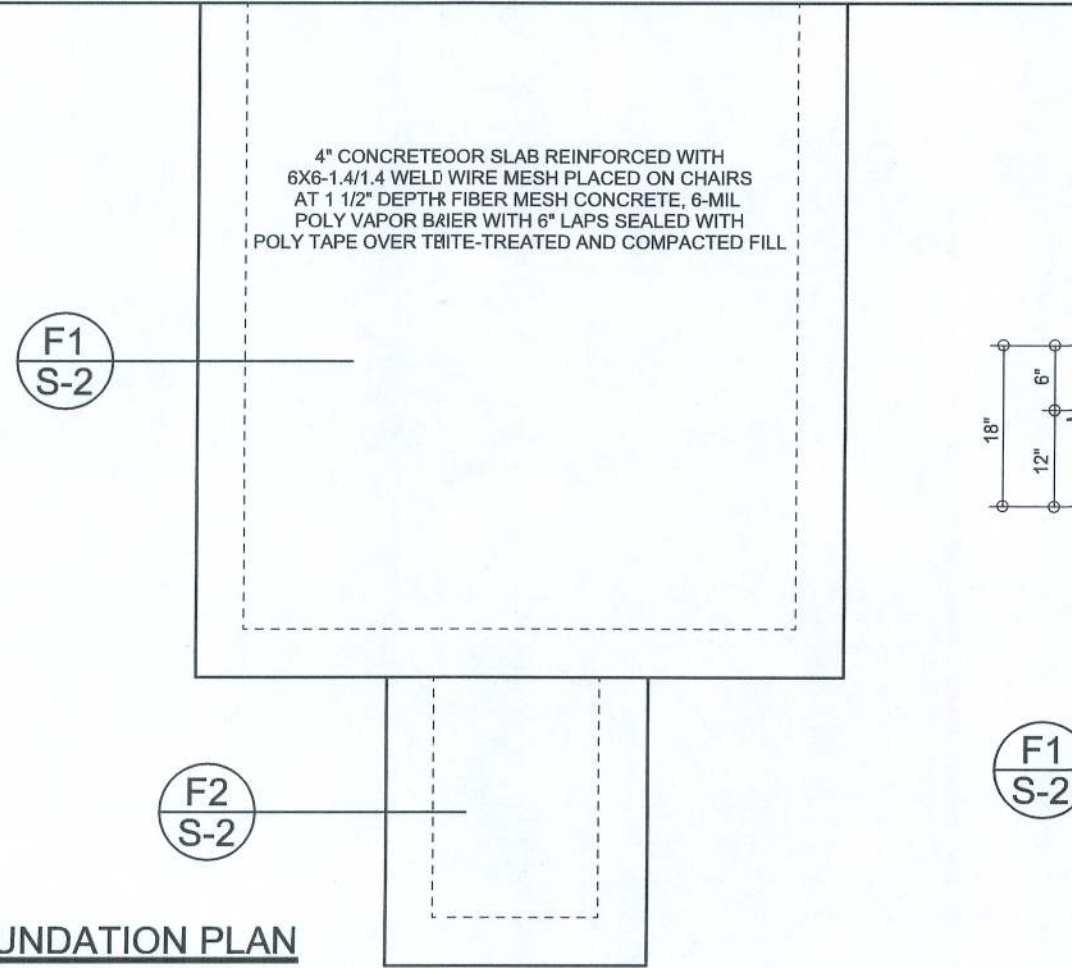 4" CONCRETEOOR SLAB REINFORCED WITH
6X6-1.4/1.4 WELD WIRE MESH PLACED ON CHAIRS
AT 1 1/2" DEPTH FIBER MESH CONCRETE, 6-MIL
POLY VAPOR BAIER WITH 6" LAPS SEALED WITH
POLY TAPE OVER TBITE-TREATED AND COMPACTED FILL
F1
S-2
6"
18"
12"
F1
S-2
F2
S-2
UNDATION PLAN